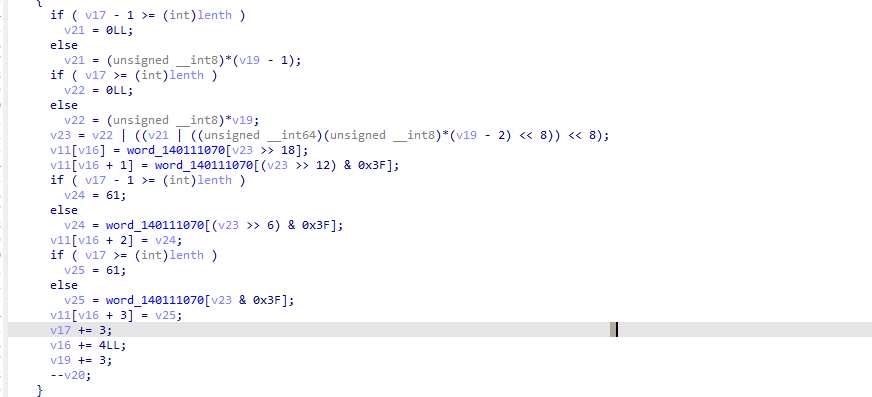 {
if ( v17 - 1 >= (int)lenth )
v21 = 0LL;
else
v21 = (unsigned __int8)*(v19 - 1);
if ( v17 >= (int)lenth )
v22 = 0LL;
else
v22 = (unsigned __int8)*v19;
v23 = v22 | ((v21 | ((unsigned __int64)(unsigned __int8)*(v19 - 2) << 8)) << 8);
v11[v16] = word_140111070[v23 >> 18];
v11[v16 + 1] = word_140111070[(v23 >> 12) & 0x3F];
if ( v17 - 1 >= (int)lenth )
v24 = 61;
else
v24 = word_140111070[(v23 >> 6) & 0x3F];
v11[v16 + 2] = v24;
if ( v17 >= (int)lenth )
v25 = 61;
else
v25 = word_140111070[v23 & 0x3F];
v11[v16 + 3] = v25;
v17 += 3;
v16 += 4LL;
v19 += 3;
--v20;
}